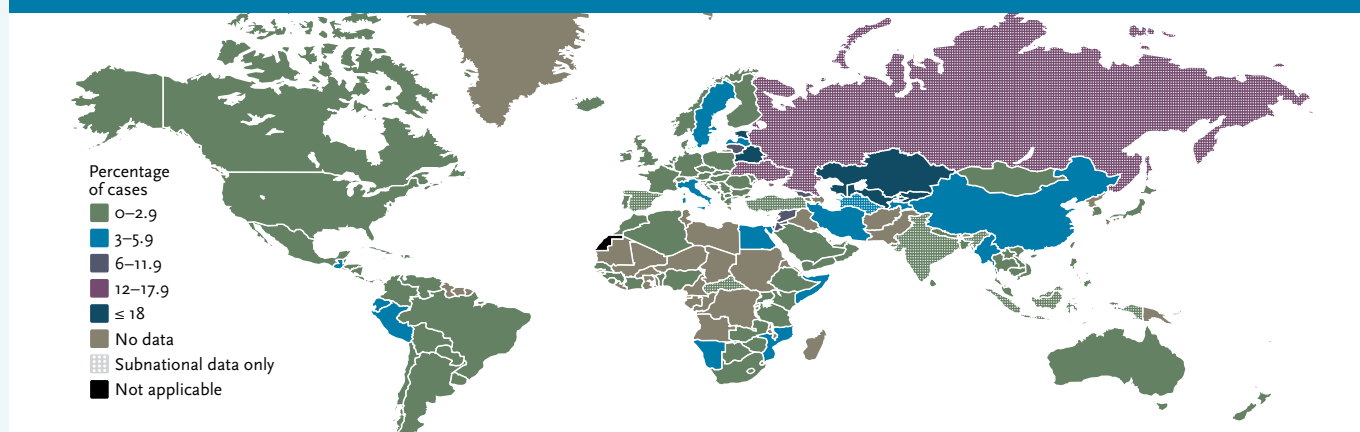 Percentage
of cases
0–2.9
3–5.9
6–11.9
12–17.9
≤ 18
No data
Subnational data only
Not applicable